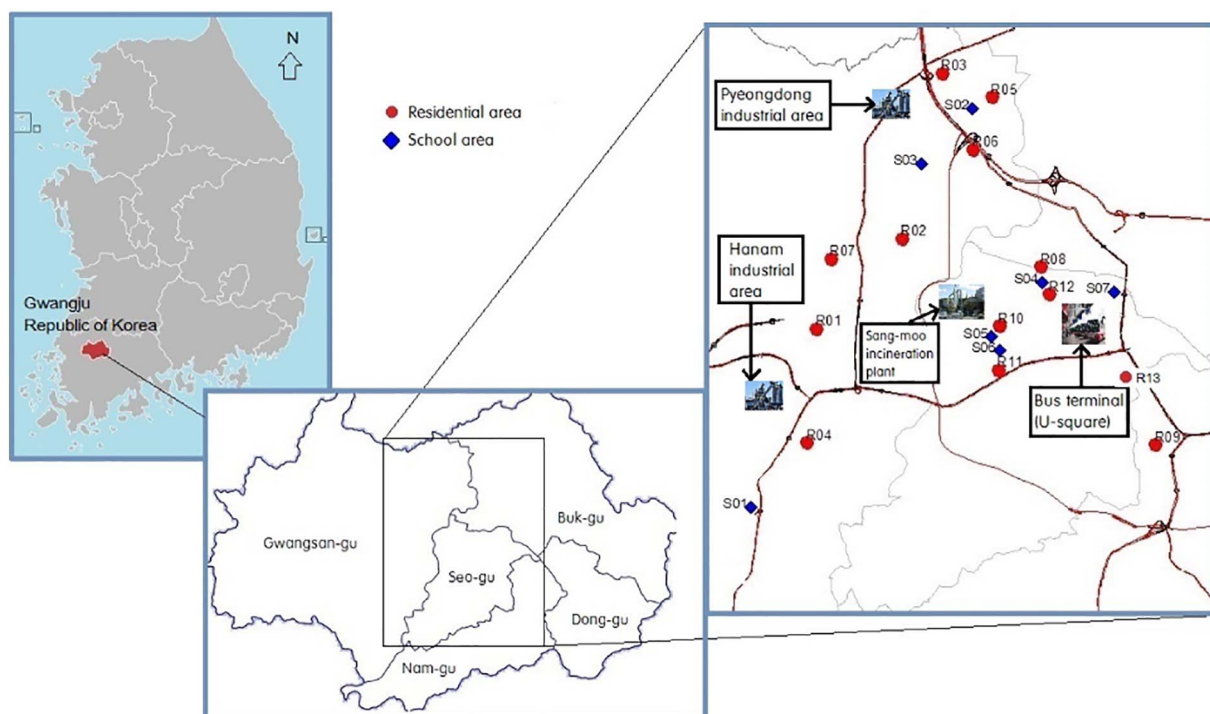 N
Gwangju
Republic of Korea
Residential area
School area
Gwangsan-gu
Buk-gu
Seo-gu
Dong-gu
Nam-gu
Pyeongdong
industrial area
R03
R05
S02
R06
S03
R02
Hanam
industrial
area
R07
R08
S04
R12
S07
R01
Sang-moo
incineration
plant
R10
S05
S06
R11
R13
Bus terminal
(U-square)
R04
R09
S01